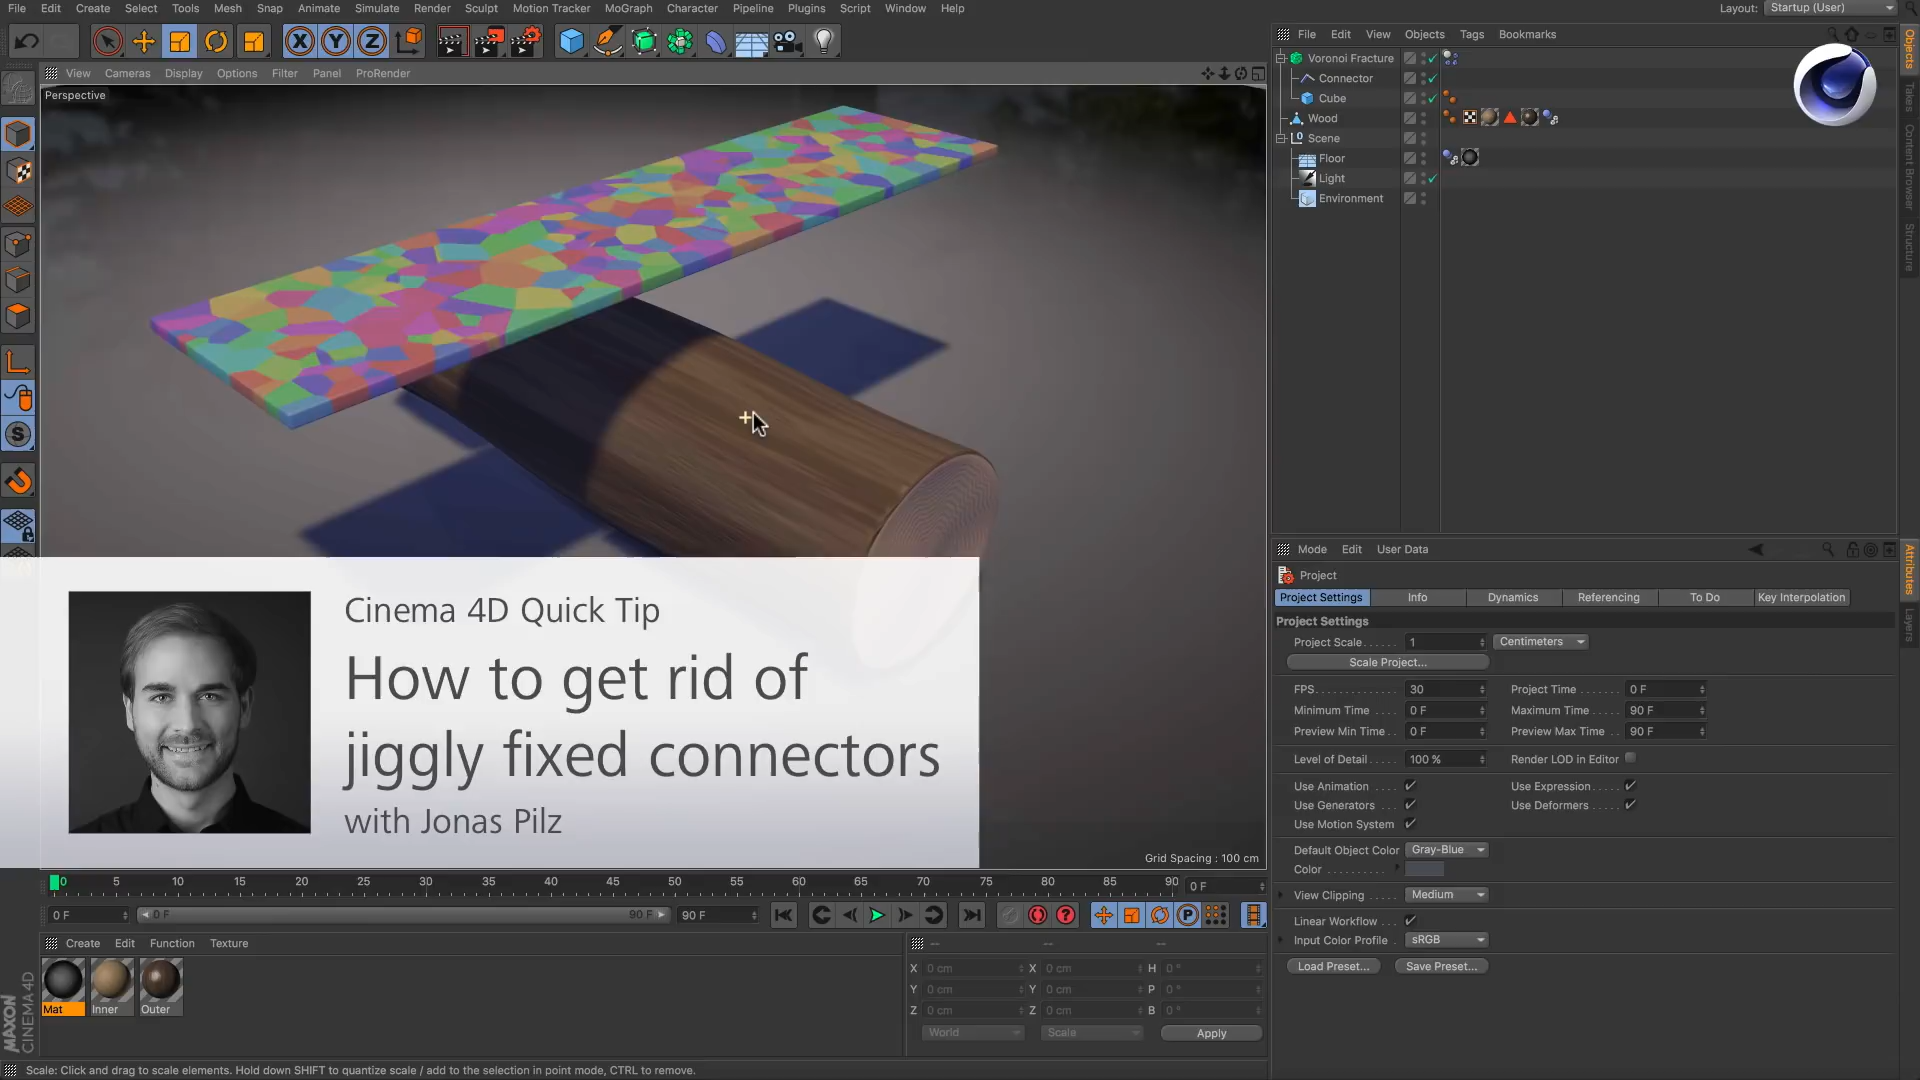 File Edit Create Select Tools Mesh Snap Animate Simulate Render Sculpt Motion Tracker MoGraph Character Pipeline Plugins Script Window Help
Layout: Startup (User)
File Edit View Objects Tags Bookmarks
View Cameras Display Options Filter Panel ProRender
Perspective
Voronoi Fracture
Connector
Cube
Wood
Scene
Floor
Light
Environment
Objects
Takes
Content Browser
Structure
Cinema 4D Quick Tip
How to get rid of
jiggly fixed connectors
with Jonas Pilz
Grid Spacing : 100 cm
Mode Edit User Data
Project
Project Settings Info Dynamics Referencing To Do Key Interpolation
Project Settings
Project Scale 1 Centimeters
Scale Project...
FPS 30 Project Time 0 F
Minimum Time 0 F Maximum Time 90 F
Preview Min Time 0 F Preview Max Time 90 F
Level of Detail 100 % Render LOD in Editor
Use Animation Use Expression
Use Generators Use Deformers
Use Motion System
Default Object Color Gray-Blue
Color
View Clipping Medium
Linear Workflow
Input Color Profile sRGB
Load Preset... Save Preset...
Attributes
Layers
0 5 10 15 20 25 30 35 40 45 50 55 60 65 70 75 80 85 90 0 F
0 F 0 F 90 F 90 F
Create Edit Function Texture
Mat Inner Outer
-- -- --
X 0 cm X 0 cm H 0 °
Y 0 cm Y 0 cm P 0 °
Z 0 cm Z 0 cm B 0 °
World Scale Apply
MAXON
CINEMA 4D
Scale: Click and drag to scale elements. Hold down SHIFT to quantize scale / add to the selection in point mode, CTRL to remove.